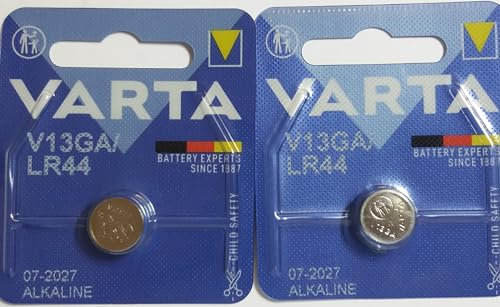 VARTA
V13GA/
LR44
BATTERY EXPERTS
SINCE 1887
CHILD SAFETY
07-2027
ALKALINE
VARTA
V13GA/
LR44
BATTERY EXPERTS
SINCE 1887
CHILD SAFETY
07-2027
ALKALINE